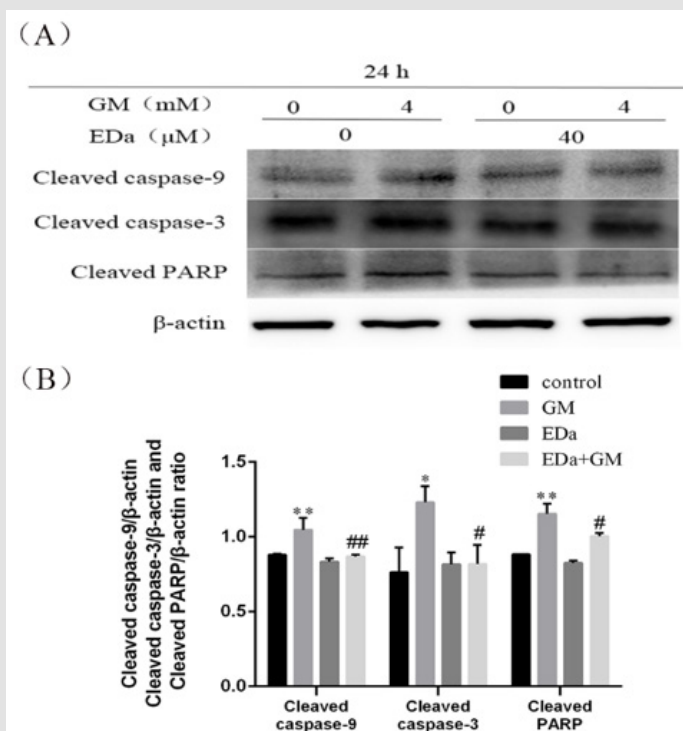 (A)
24 h
GM（mM） 0 4 0 4
EDa（μM） 0 40
Cleaved caspase-9
Cleaved caspase-3
Cleaved PARP
β-actin
(B)
control
GM
EDa
EDa+GM
Cleaved caspase-9/β-actin
Cleaved caspase-3/β-actin and
Cleaved PARP/β-actin ratio
1.5
1.0
0.5
0.0
** ## * # ** #
Cleaved caspase-9
Cleaved caspase-3
Cleaved PARP